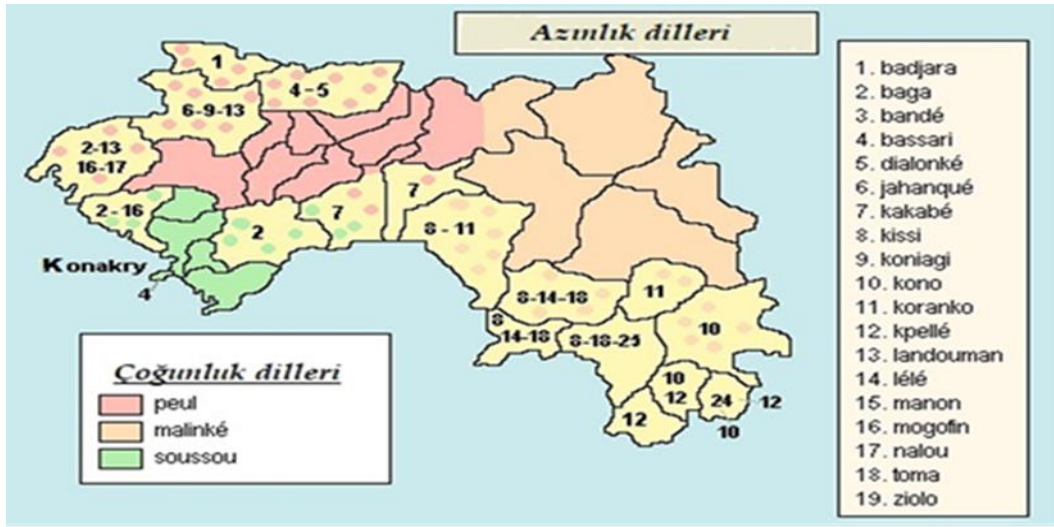 Azınlık dilleri
1
4-5
6-9-13
2-13
16-17
2-16
7
7
2
8-11
Konakry
4
8-14-18
11
10
8
14-18
8-18-25
10
12
24
12
12
10
Çoğunluk dilleri
peul
malinké
soussou
1. badjara
2. baga
3. bandé
4. bassari
5. dialonké
6. jahanqué
7. kakabé
8. kissi
9. koniagi
10. kono
11. koranko
12. kpellé
13. landouman
14. lélé
15. manon
16. mogofin
17. nalou
18. toma
19. ziolo